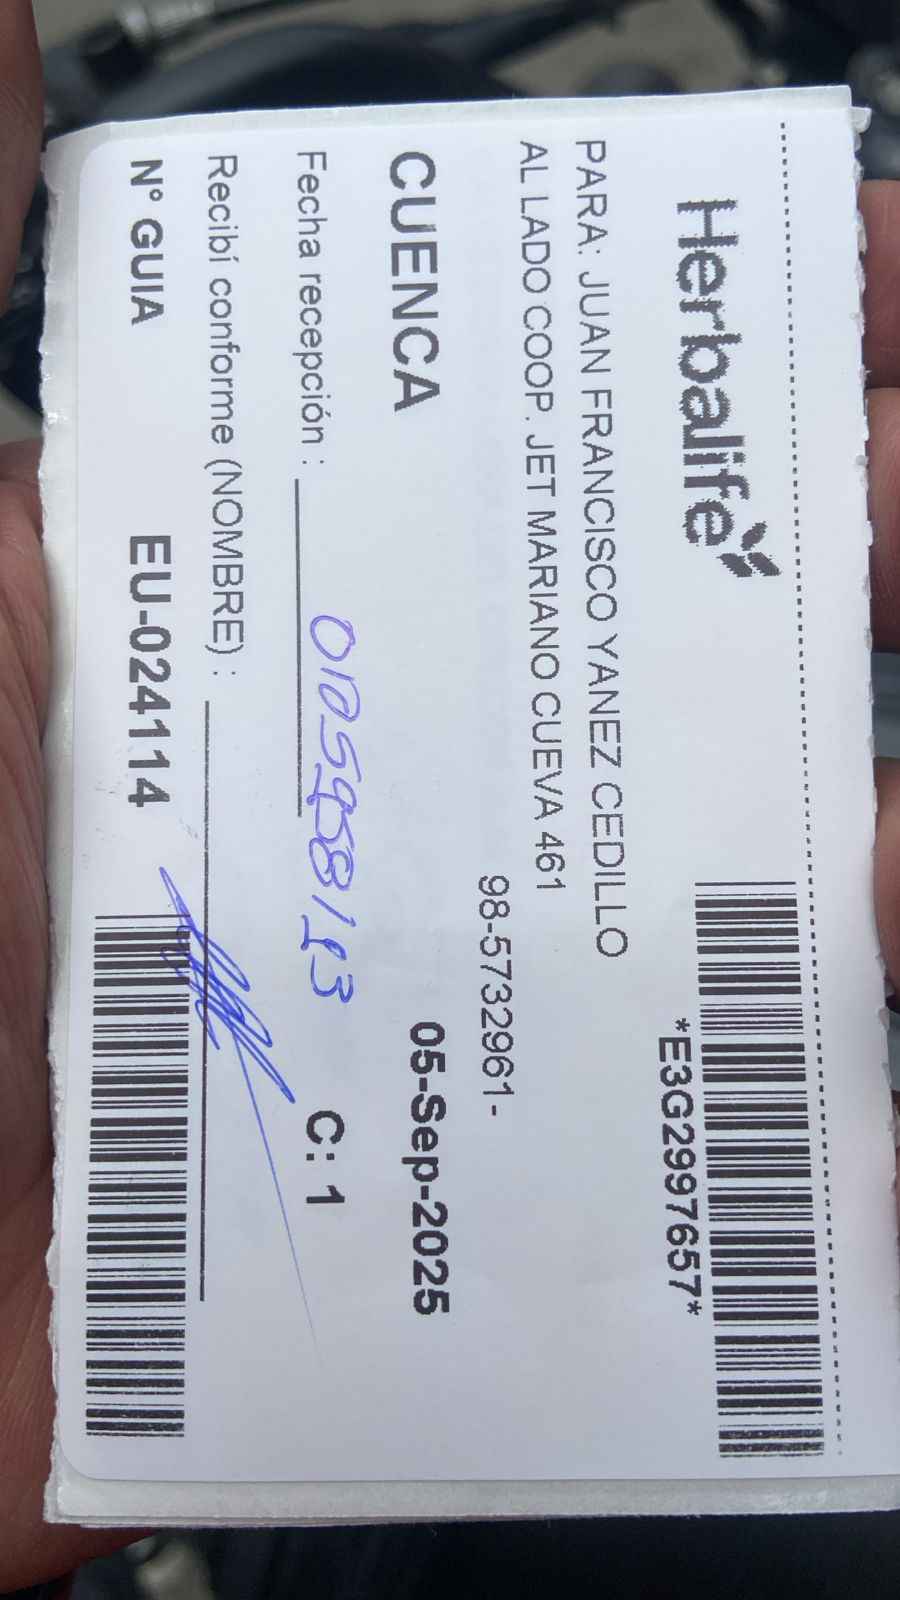 Herbalife
*E3G2997657*
PARA: JUAN FRANCISCO YANEZ CEDILLO
AL LADO COOP. JET MARIANO CUEVA 461
98-5732961-
CUENCA 05-Sep-2025
Fecha recepción : C: 1
Recibí conforme (NOMBRE) :
N° GUIA EU-024114